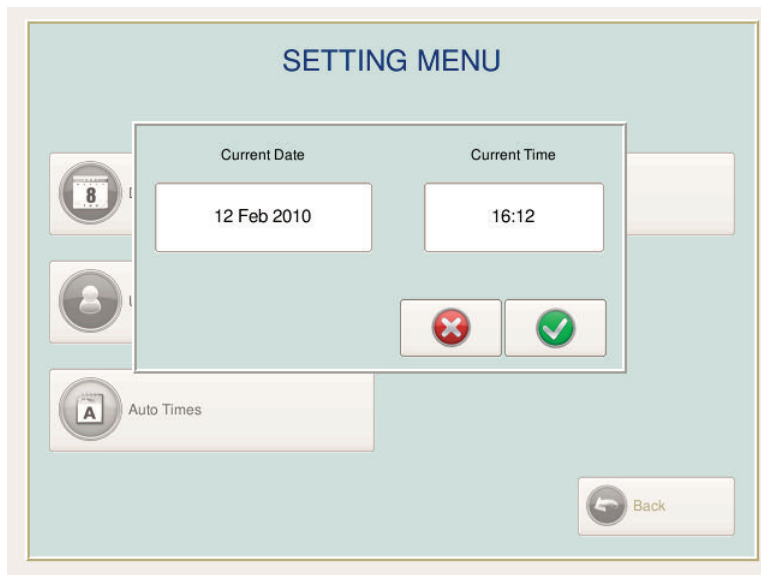 SETTING MENU
Current Date
Current Time
12 Feb 2010
16:12
8
A
Auto Times
Back